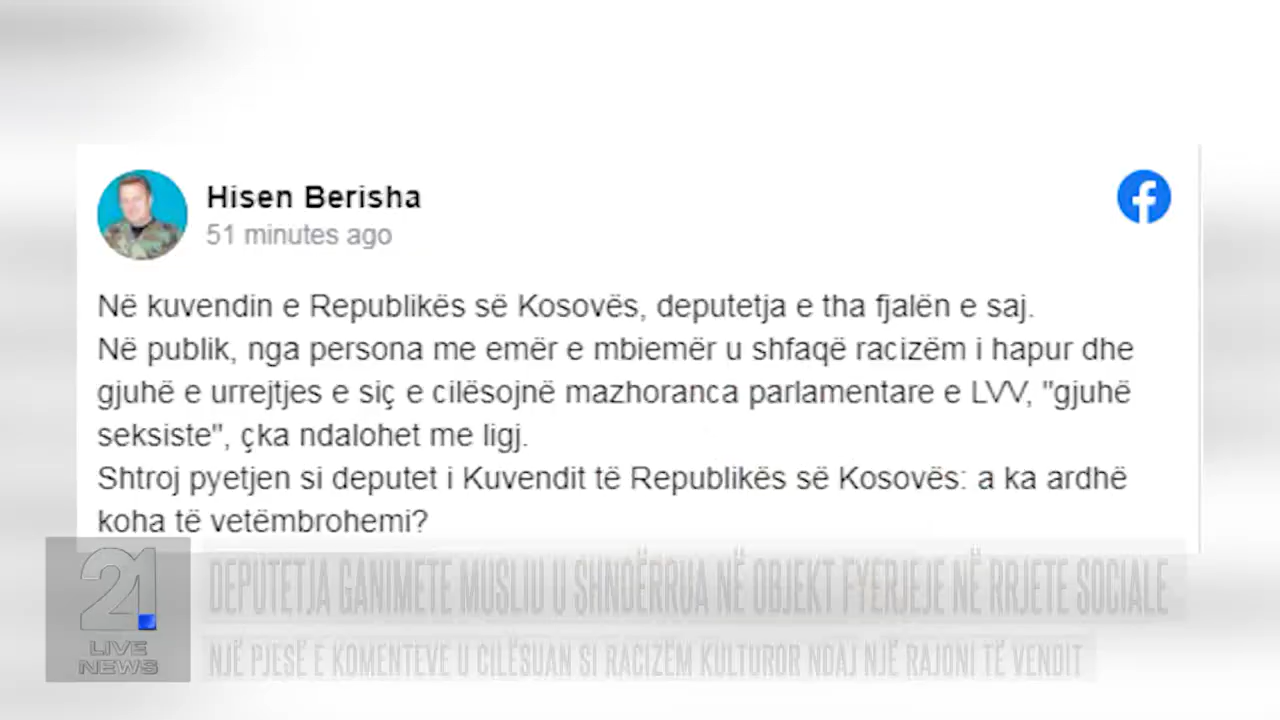 Hisen Berisha
51 minutes ago
Në kuvendin e Republikës së Kosovës, deputetja e tha fjalën e saj.
Në publik, nga persona me emër e mbiemër u shfaqë racizëm i hapur dhe
gjuhë e urrejtjes e siç e cilësojnë mazhoranca parlamentare e LVV, "gjuhë
seksiste", çka ndalohet me ligj.
Shtroj pyetjen si deputet i Kuvendit të Republikës së Kosovës: a ka ardhë
koha të vetëmbrohemi?
21
LIVE
NEWS
DEPUTETJA GANIMETE MUSLIU U SHNDËRRUA NË OBJEKT FYERJEJE NË RRJETE SOCIALE
NJË PJESË E KOMENTEVE U CILËSUAN SI RACIZËM KULTUROR NDAJ NJË RAJONI TË VENDIT